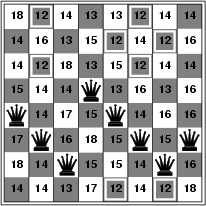 18 12 14 13 13 12 14 14
14 16 13 15 12 14 12 16
14 12 18 13 15 12 14 14
15 14 14 13 16 13 16
14 17 15 14 16 16
17 16 18 15 15
18 14 15 15 14 16
14 14 13 17 12 14 12 18